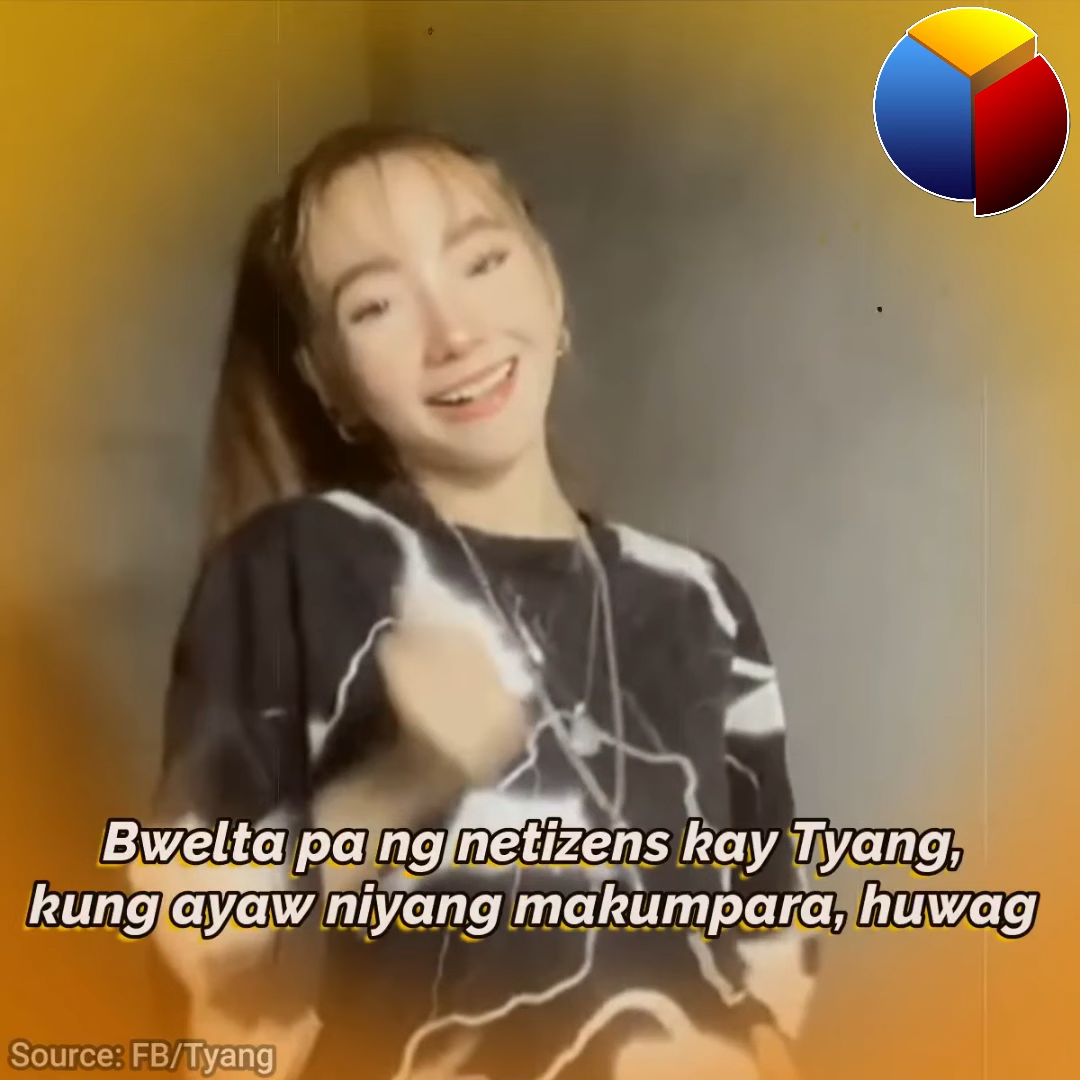 Bwelta pa ng netizens kay Tyang,
kung ayaw niyang makumpara, huwag
Source: FB/Tyang